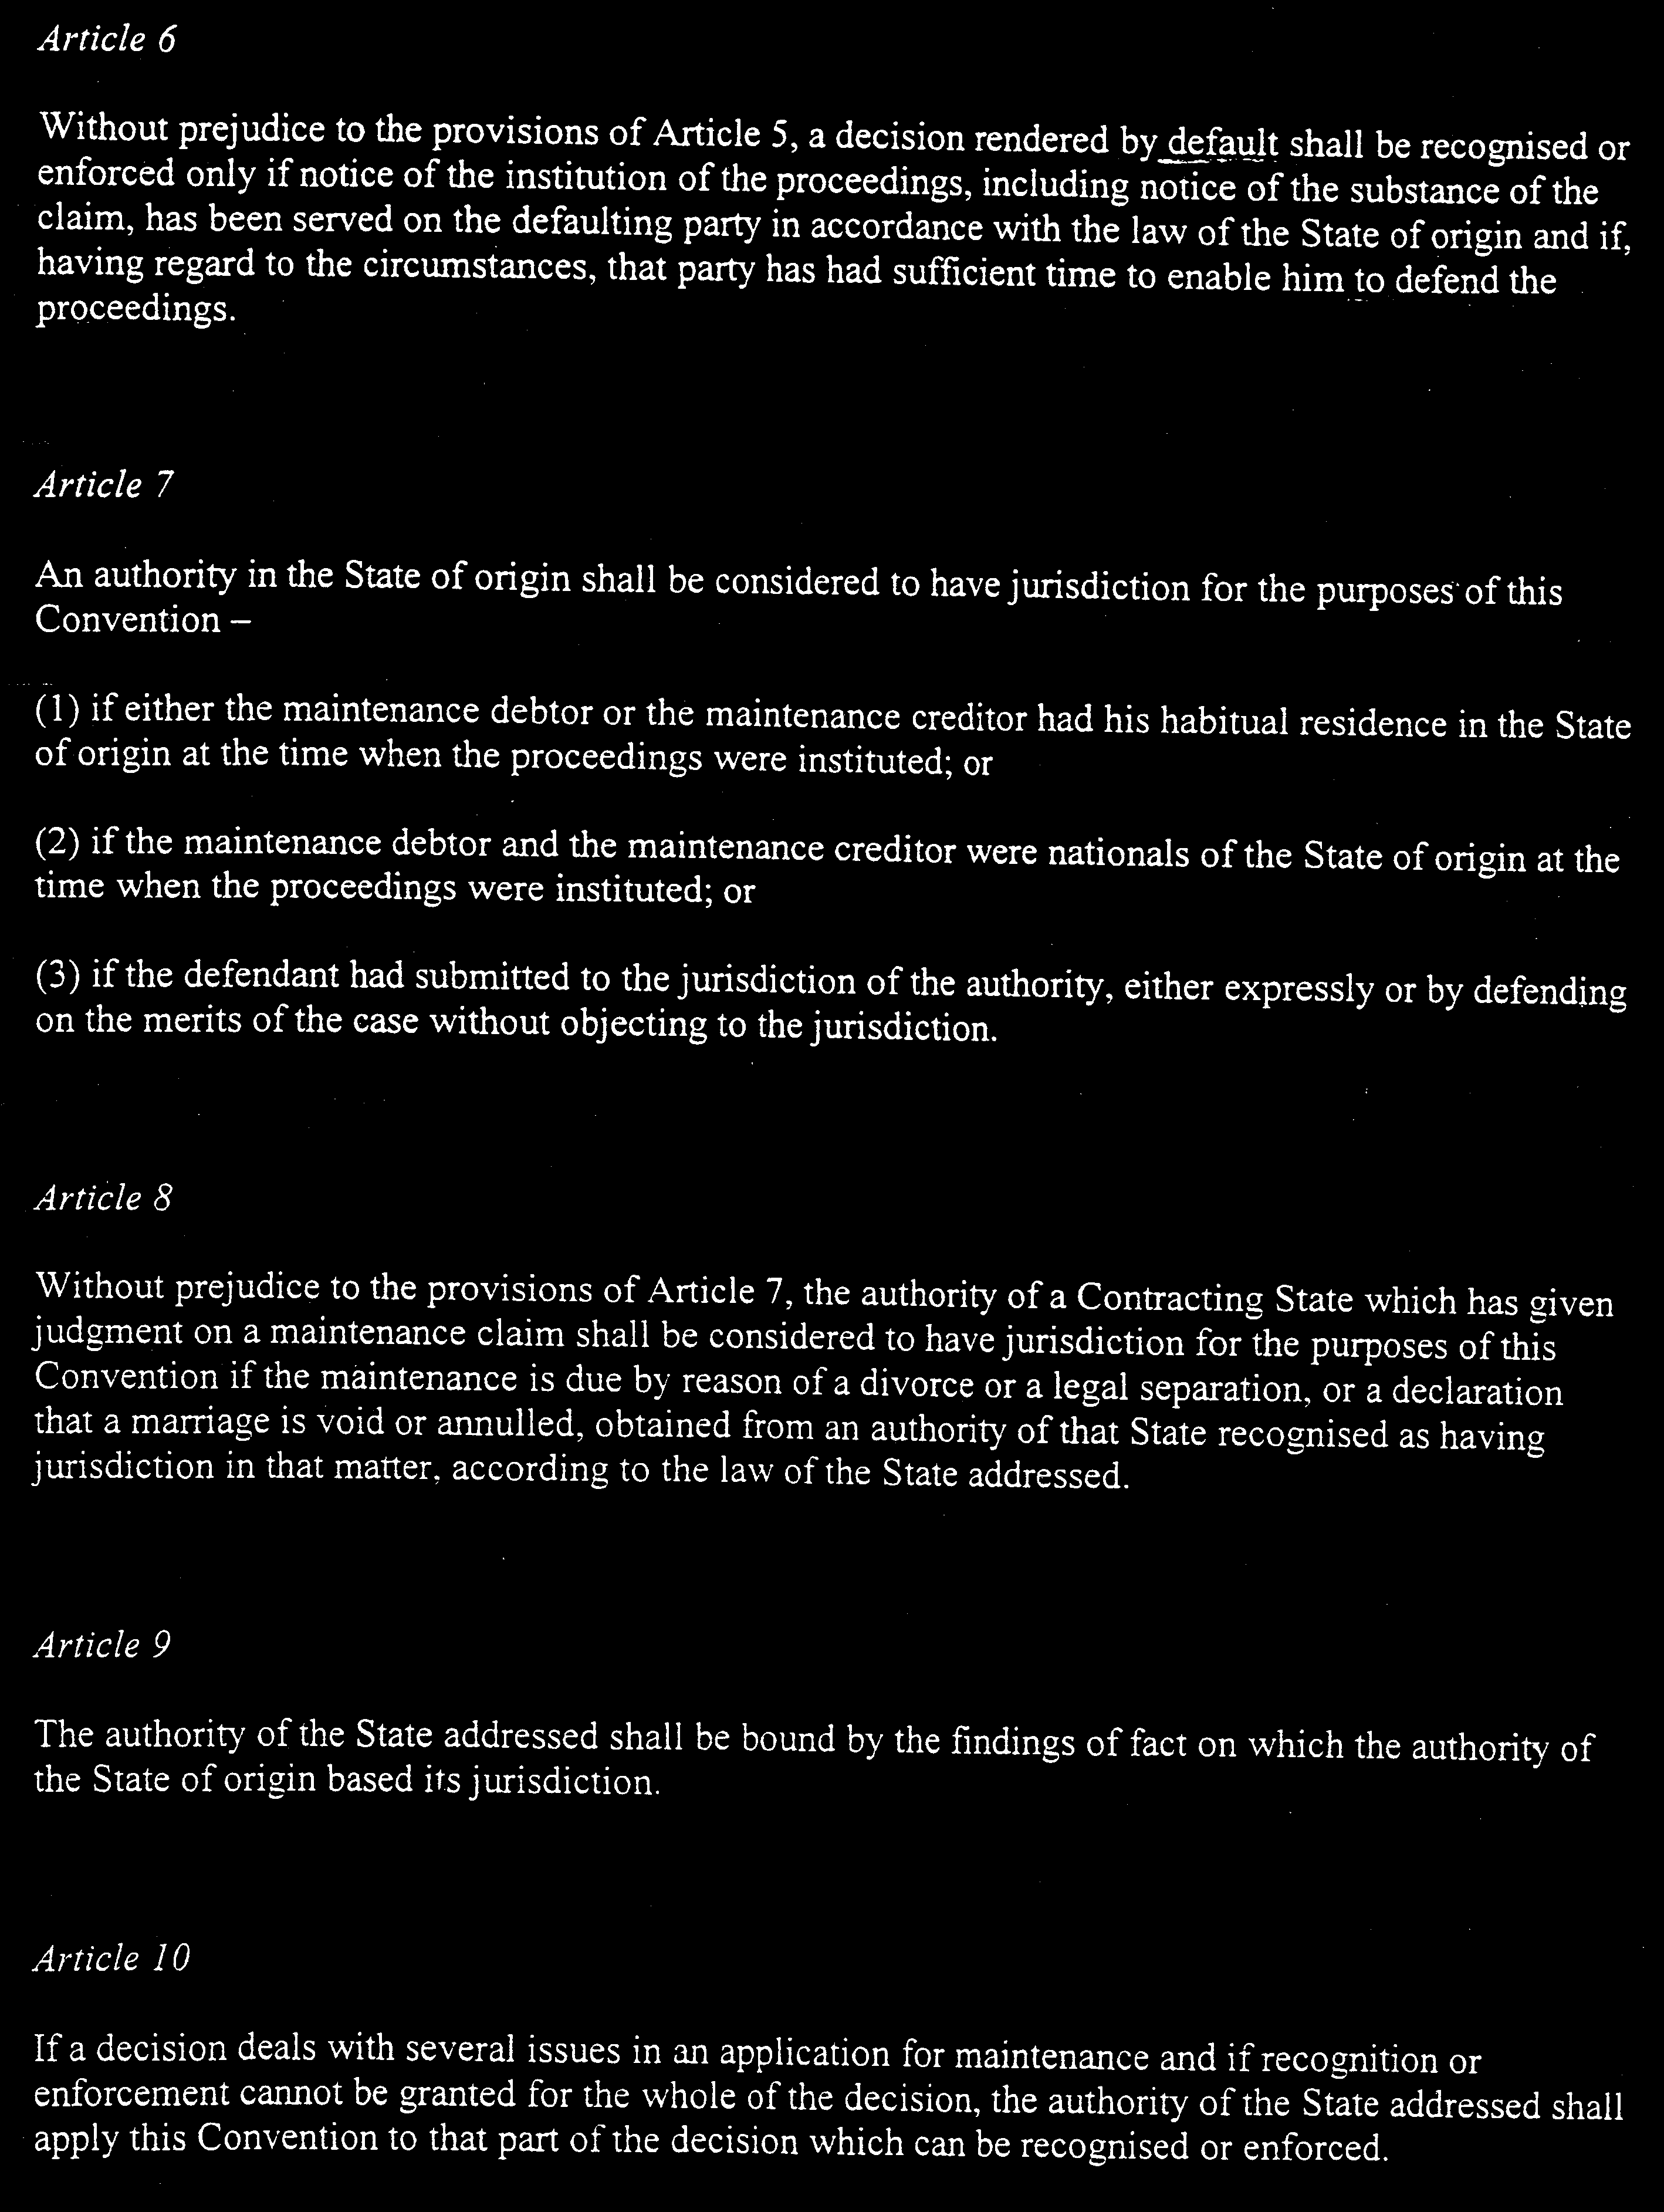 Article 6
Without prejudice to the provisions of Article 5, a decision rendered by default shall be recognised or
enforced only if notice of the institution of the proceedings, including notice of the substance of the
claim, has been served on the defaulting party in accordance with the law of the State of origin and if,
having regard to the circumstances, that party has had sufficient time to enable him to defend the
proceedings.
Article 7
An authority in the State of origin shall be considered to have jurisdiction for the purposes of this
Convention –
(1) if either the maintenance debtor or the maintenance creditor had his habitual residence in the State
of origin at the time when the proceedings were instituted; or
(2) if the maintenance debtor and the maintenance creditor were nationals of the State of origin at the
time when the proceedings were instituted; or
(3) if the defendant had submitted to the jurisdiction of the authority, either expressly or by defending
on the merits of the case without objecting to the jurisdiction.
Article 8
Without prejudice to the provisions of Article 7, the authority of a Contracting State which has given
judgment on a maintenance claim shall be considered to have jurisdiction for the purposes of this
Convention if the maintenance is due by reason of a divorce or a legal separation, or a declaration
that a marriage is void or annulled, obtained from an authority of that State recognised as having
jurisdiction in that matter, according to the law of the State addressed.
Article 9
The authority of the State addressed shall be bound by the findings of fact on which the authority of
the State of origin based its jurisdiction.
Article 10
If a decision deals with several issues in an application for maintenance and if recognition or
enforcement cannot be granted for the whole of the decision, the authority of the State addressed shall
apply this Convention to that part of the decision which can be recognised or enforced.